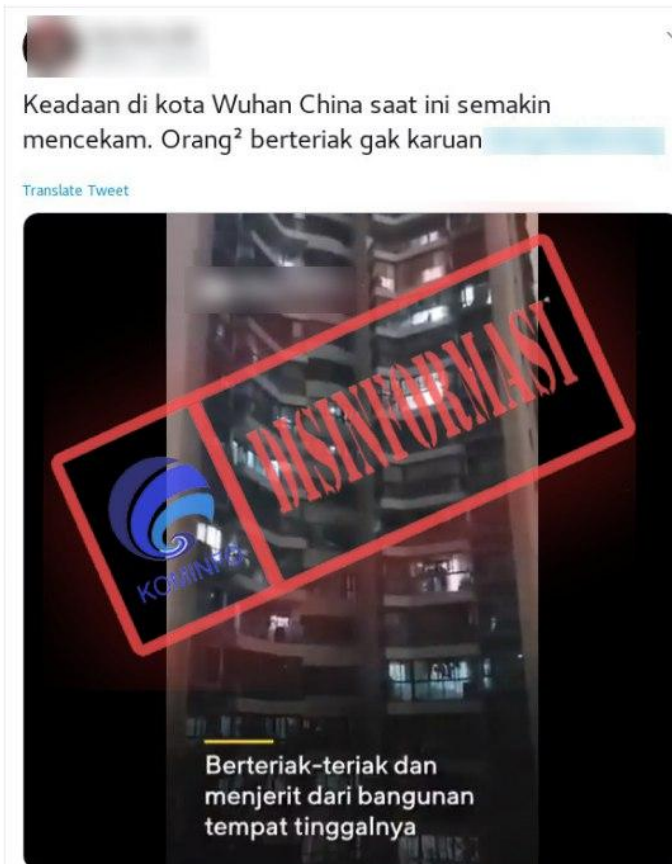 Keadaan di kota Wuhan China saat ini semakin
mencekam. Orang² berteriak gak karuan
Translate Tweet
DISINFORMASI
KOMINFO
Berteriak-teriak dan
menjerit dari bangunan
tempat tinggalnya